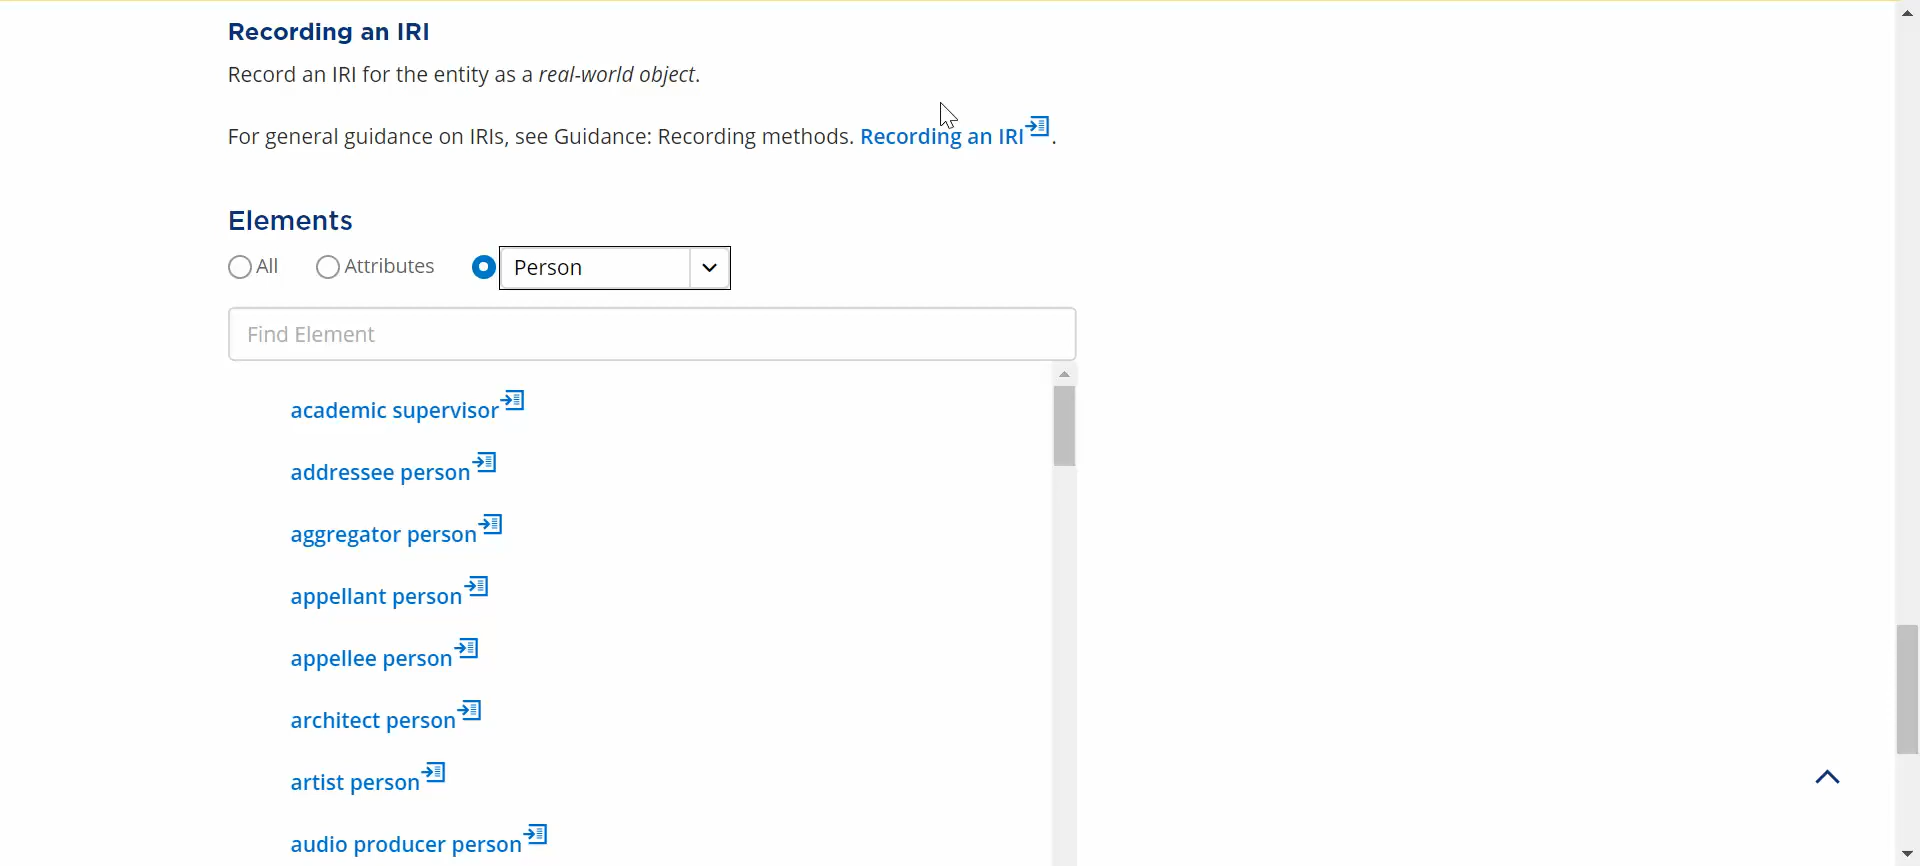 Recording an IRI
Record an IRI for the entity as a real-world object.
For general guidance on IRIs, see Guidance: Recording methods. Recording an IRI.
Elements
All Attributes Person
Find Element
academic supervisor
addressee person
aggregator person
appellant person
appellee person
architect person
artist person
audio producer person